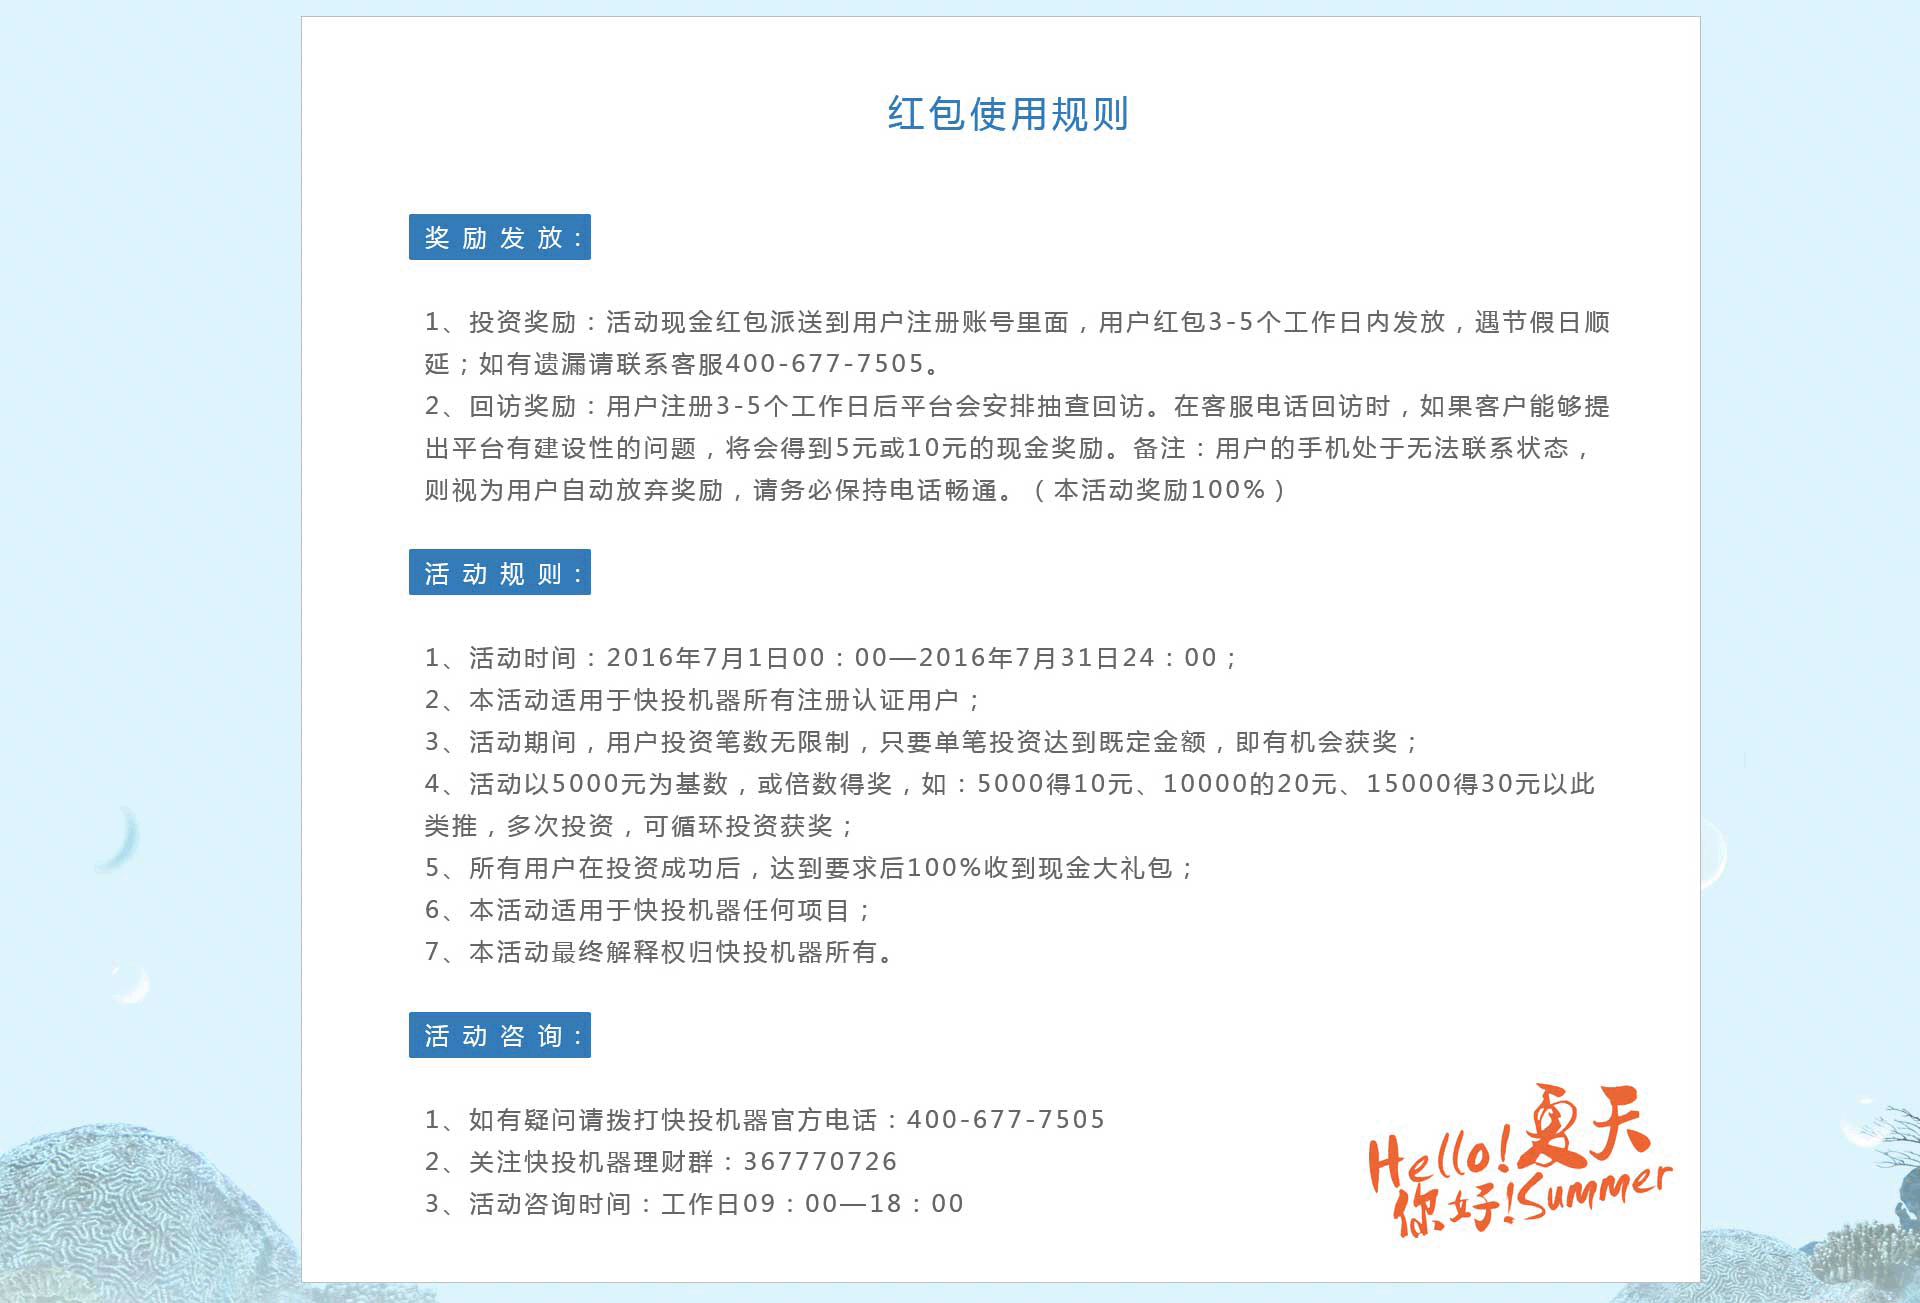 红包使用规则
奖励发放:
1、投资奖励：活动现金红包派送到用户注册账号里面，用户红包3-5个工作日内发放，遇节假日顺
延；如有遗漏请联系客服400-677-7505。
2、回访奖励：用户注册3-5个工作日后平台会安排抽查回访。在客服电话回访时，如果客户能够提
出平台有建设性的问题，将会得到5元或10元的现金奖励。备注：用户的手机处于无法联系状态，
则视为用户自动放弃奖励，请务必保持电话畅通。（本活动奖励100%）
活动规则:
1、活动时间：2016年7月1日00：00—2016年7月31日24：00；
2、本活动适用于快投机器所有注册认证用户；
3、活动期间，用户投资笔数无限制，只要单笔投资达到既定金额，即有机会获奖；
4、活动以5000元为基数，或倍数得奖，如：5000得10元、10000的20元、15000得30元以此
类推，多次投资，可循环投资获奖；
5、所有用户在投资成功后，达到要求后100%收到现金大礼包；
6、本活动适用于快投机器任何项目；
7、本活动最终解释权归快投机器所有。
活动咨询:
1、如有疑问请拨打快投机器官方电话：400-677-7505
2、关注快投机器理财群：367770726
3、活动咨询时间：工作日09：00—18：00
Hello!夏天
你好!Summer